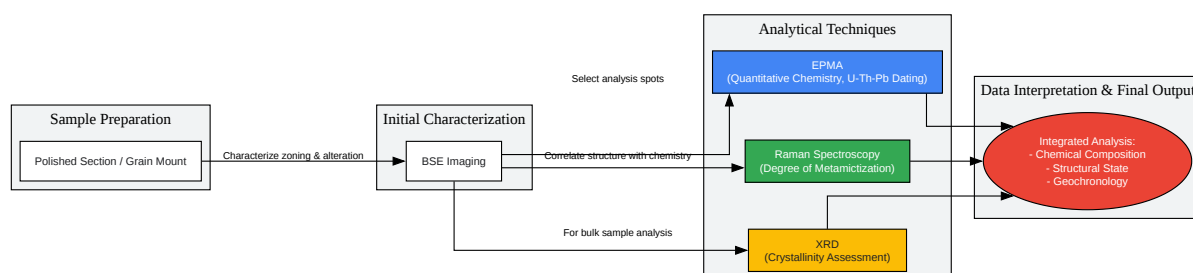 Sample Preparation
Polished Section / Grain Mount
Characterize zoning & alteration
Initial Characterization
BSE Imaging
Select analysis spots
Correlate structure with chemistry
For bulk sample analysis
Analytical Techniques
EPMA
(Quantitative Chemistry, U-Th-Pb Dating)
Raman Spectroscopy
(Degree of Metamictization)
XRD
(Crystallinity Assessment)
Data Interpretation & Final Output
Integrated Analysis:
- Chemical Composition
- Structural State
- Geochronology